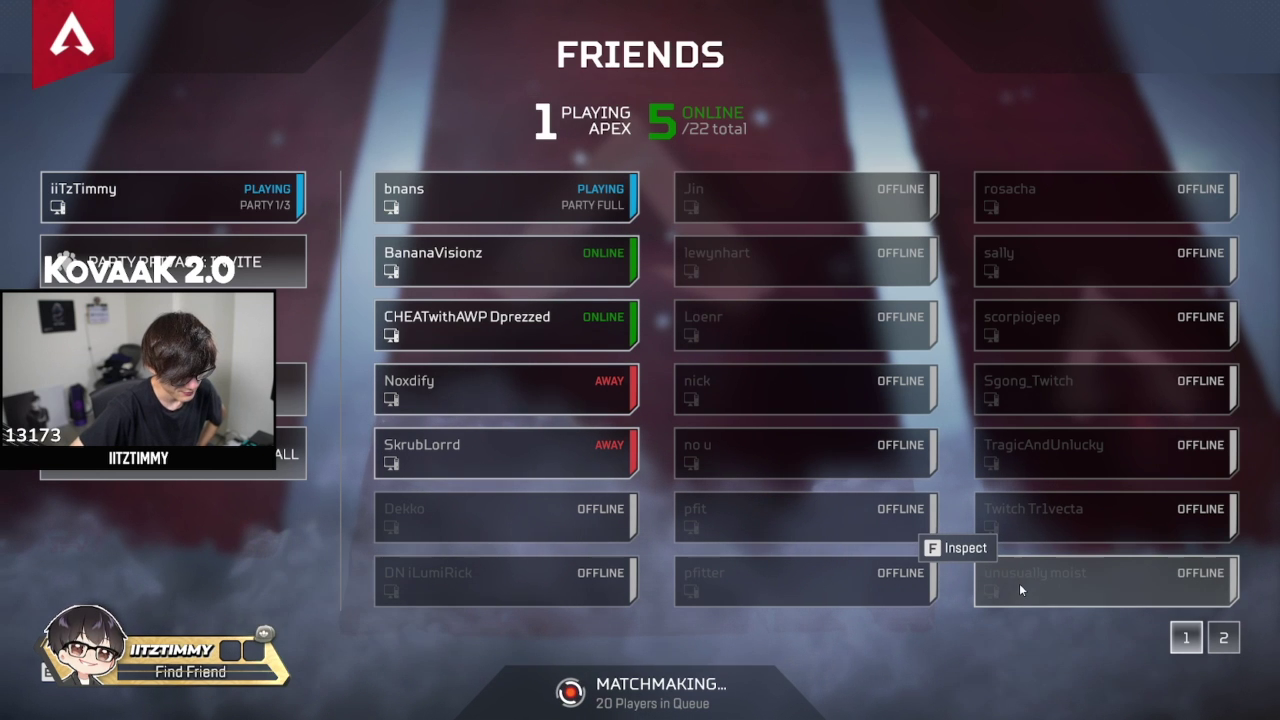 FRIENDS
1 PLAYING APEX
5 ONLINE
/22 total
iiTzTimmy PLAYING
PARTY 1/3
KOVAAK 2.0
13173
IITZTIMMY
ALL
bnans PLAYING
PARTY FULL
BananaVisionz ONLINE
CHEATwithAWP Dprezzed ONLINE
Noxdify AWAY
SkrubLorrd AWAY
Dekko OFFLINE
DN iLumiRick OFFLINE
Jin OFFLINE
lewynhart OFFLINE
Loenr OFFLINE
nick OFFLINE
no u OFFLINE
pfit OFFLINE
pfitter OFFLINE
rosacha OFFLINE
sally OFFLINE
scorpiojeep OFFLINE
Sgong_Twitch OFFLINE
TragicAndUnlucky OFFLINE
Twitch Tr1vecta OFFLINE
F Inspect
unusually moist OFFLINE
1 2
IITZTIMMY
Find Friend
MATCHMAKING...
20 Players in Queue